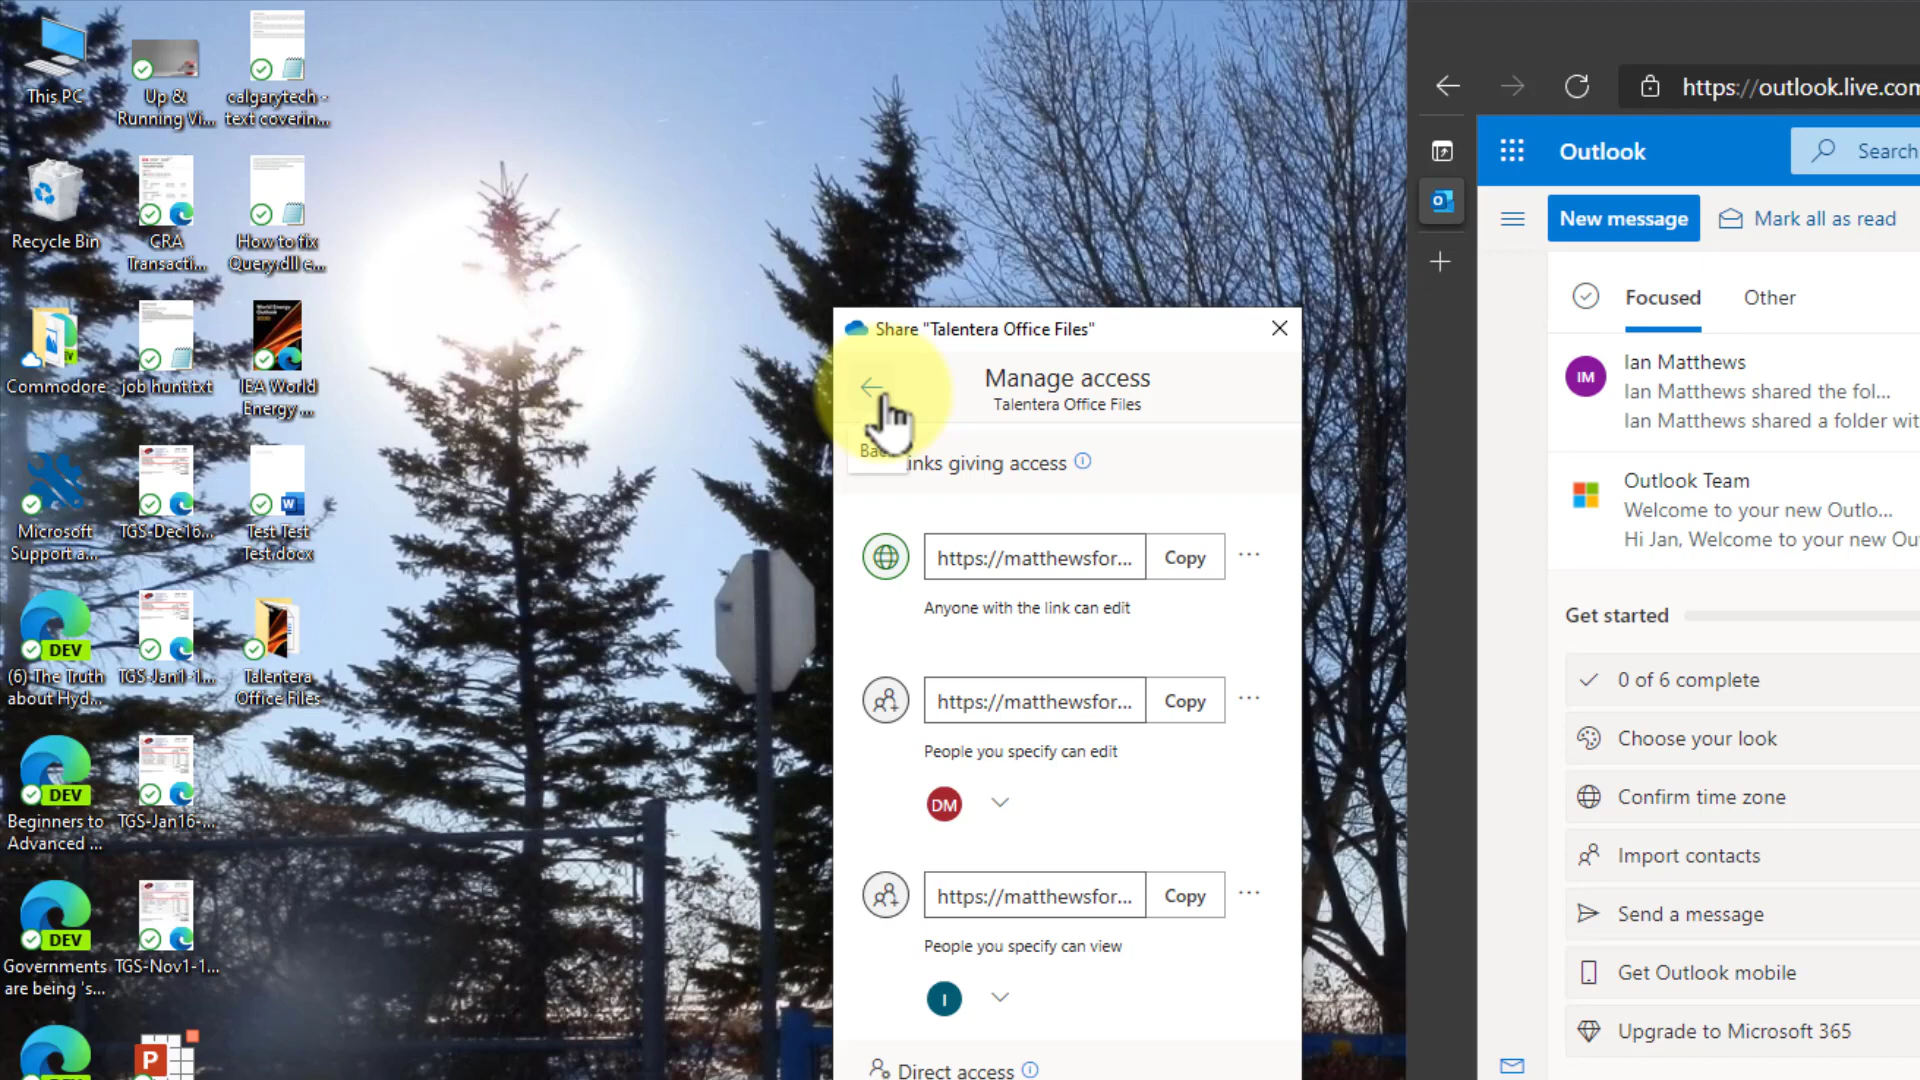 This PC
Up &
Running Vi...
calgarytech -
text coverin...
Recycle Bin
CRA
Transacti...
How to fix
Query.dll e...
Commodore
DEV
job hunt.txt
World Energy
Outlook
IEA World
Energy ...
Microsoft
Support a...
TGS-Dec16...
Test Test
Test.docx
DEV
(6) The Truth
about Hyd...
TGS-Jan1-1...
Talentera
Office Files
DEV
Beginners to
Advanced ...
TGS-Jan16-...
DEV
Governments
are being 's...
TGS-Nov1-1...
P
Share "Talentera Office Files"
Manage access
Talentera Office Files
inks giving access
https://matthewsfor...
Copy
...
Anyone with the link can edit
https://matthewsfor...
Copy
...
People you specify can edit
DM
https://matthewsfor...
Copy
...
People you specify can view
I
Direct access
https://outlook.live.com
Outlook
Search
New message
Mark all as read
Focused
Other
IM
Ian Matthews
Ian Matthews shared the fol...
Ian Matthews shared a folder wit
Outlook Team
Welcome to your new Outlo...
Hi Jan, Welcome to your new Ou
Get started
0 of 6 complete
Choose your look
Confirm time zone
Import contacts
Send a message
Get Outlook mobile
Upgrade to Microsoft 365